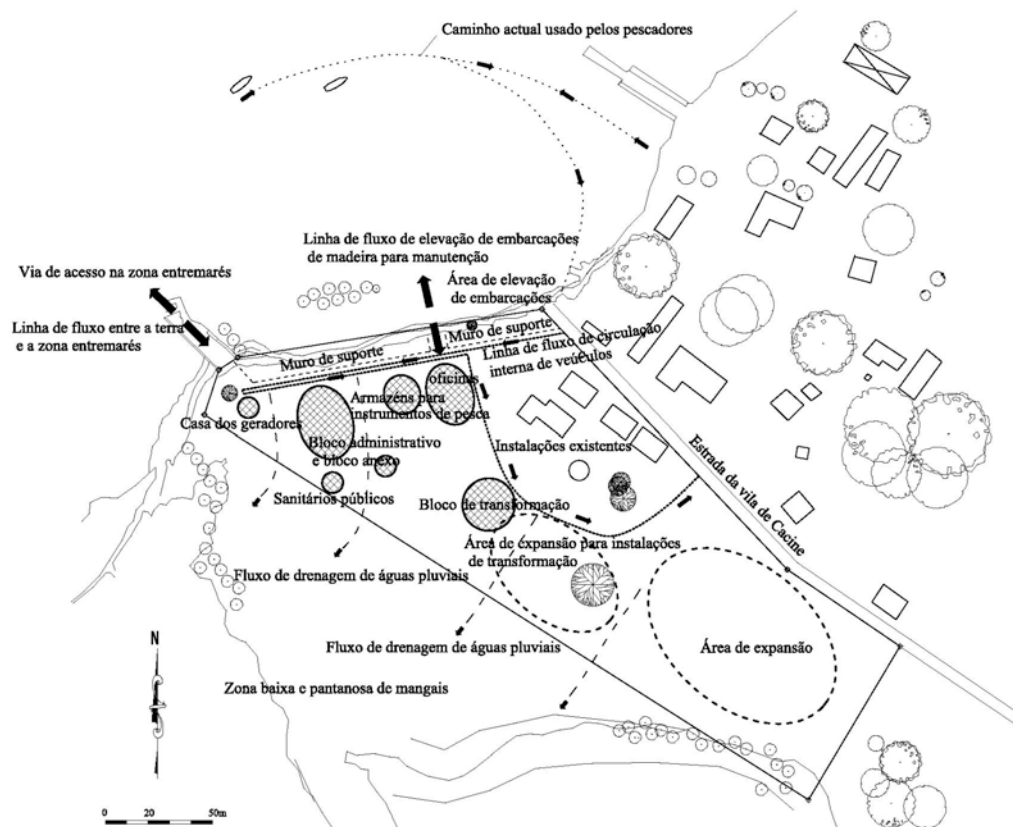 Caminho actual usado pelos pescadores
Linha de fluxo de elevação de embarcações
de madeira para manutenção
Via de acesso na zona entremarés
Área de elevação
de embarcações
Linha de fluxo entre a terra
e a zona entremarés
Muro de suporte
Muro de suporte
Linha de fluxo de circulação
interna de veúculos
oficinas
Armazéns para
instrumentos de pesca
Casa dos geradores
Bloco administrativo
e bloco anexo
Instalações existentes
Estrada da vila de Cacine
Sanitários públicos
Bloco de transformação
Área de expansão para instalações
de transformação
Fluxo de drenagem de águas pluviais
Fluxo de drenagem de águas pluviais
Área de expansão
N
Zona baixa e pantanosa de mangais
0 20 50m